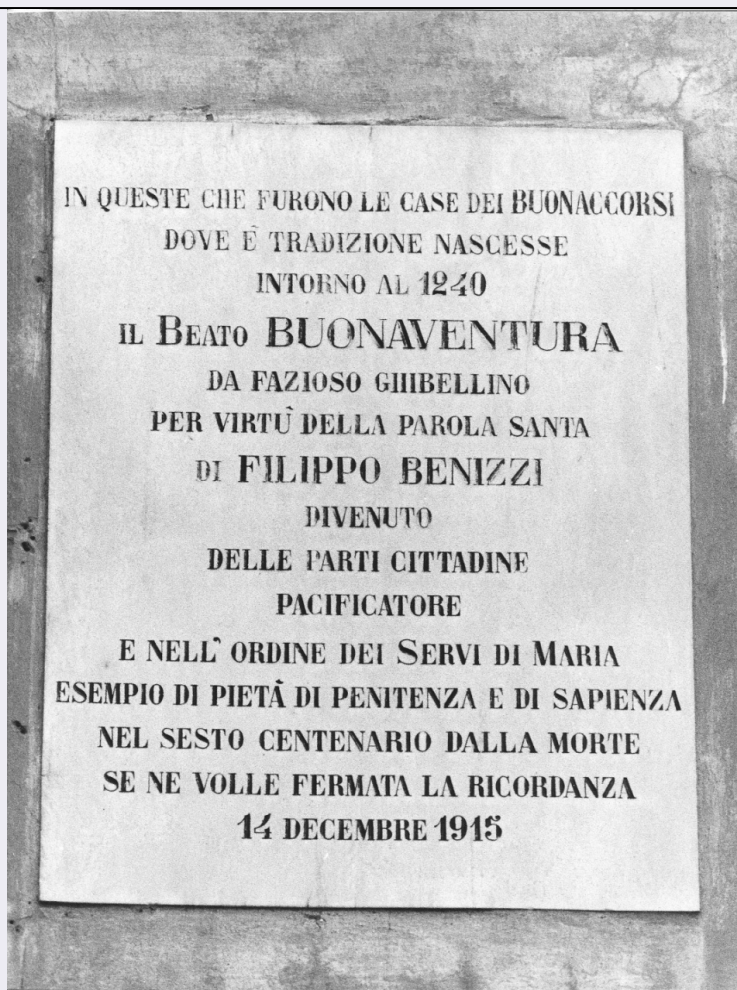 IN QUESTE CHE FURONO LE CASE DEI BUONACCORSI
DOVE È TRADIZIONE NASCESSE
INTORNO AL 1240
IL BEATO BUONAVENTURA
DA FAZIOSO GHIBELLINO
PER VIRTÙ DELLA PAROLA SANTA
DI FILIPPO BENIZZI
DIVENUTO
DELLE PARTI CITTADINE
PACIFICATORE
E NELL' ORDINE DEI SERVI DI MARIA
ESEMPIO DI PIETÀ DI PENITENZA E DI SAPIENZA
NEL SESTO CENTENARIO DALLA MORTE
SE NE VOLLE FERMATA LA RICORDANZA
14 DECEMBRE 1915